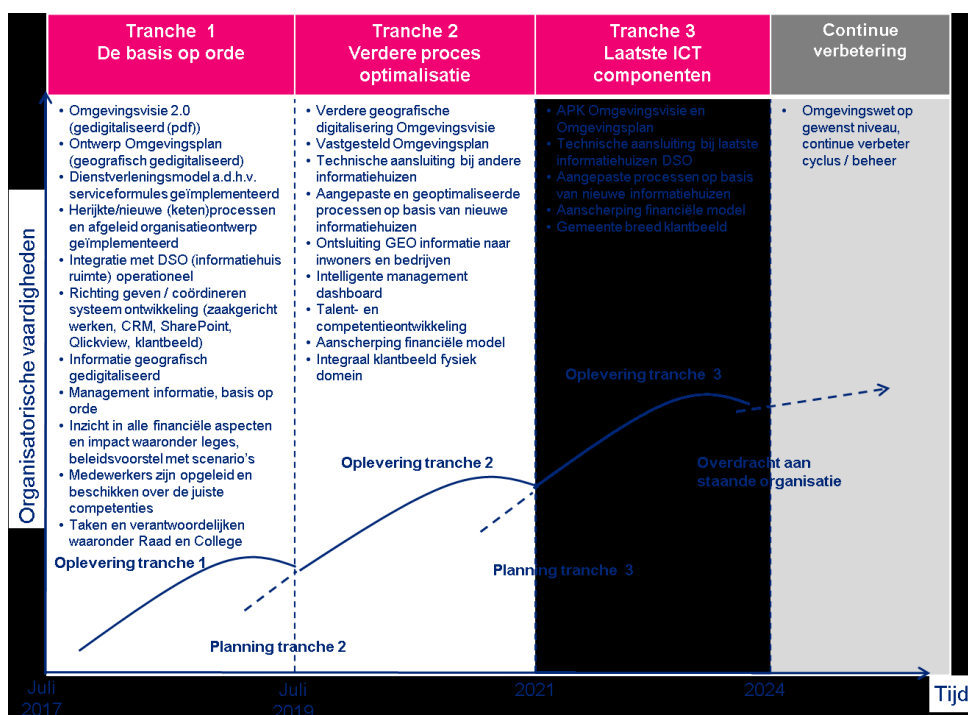 Tranche 1
De basis op orde
Tranche 2
Verdere proces
optimalisatie
Tranche 3
Laatste ICT
componenten
Continue
verbetering
Organisatorische vaardigheden
• Omgevingsvisie 2.0
(gedigitaliseerd (pdf))
• Ontwerp Omgevingsplan
(geografisch gedigitaliseerd)
• Dienstverleningsmodel a.d.h.v.
serviceformules geïmplementeerd
• Herijkte/nieuwe (keten)processen
en afgeleid organisatieontwerp
geïmplementeerd
• Integratie met DSO (informatiehuis
ruimte) operationeel
• Richting geven / coördineren
systeem ontwikkeling (zaakgericht
werken, CRM, SharePoint,
Qlickview, klantbeeld)
• Informatie geografisch
gedigitaliseerd
• Management informatie, basis op
orde
• Inzicht in alle financiële aspecten
en impact waaronder leges,
beleidsvoorstel met scenario's
• Medewerkers zijn opgeleid en
beschikken over de juiste
competenties
• Taken en verantwoordelijken
waaronder Raad en College
• Verdere geografische
digitalisering Omgevingsvisie
• Vastgesteld Omgevingsplan
• Technische aansluiting bij andere
informatiehuizen
• Aangepaste en geoptimaliseerde
processen op basis van nieuwe
informatiehuizen
• Ontsluiting GEO informatie naar
inwoners en bedrijven
• Intelligente management
dashboard
• Talent- en
competentieontwikkeling
• Aanscherping financiële model
• Integraal klantbeeld fysiek
domein
• APK Omgevingsvisie en
Omgevingsplan
• Technische aansluiting bij laatste
informatiehuizen DSO
• Aangepaste processen op basis
van nieuwe informatiehuizen
• Aanscherping financiële model
• Gemeente breed klantbeeld
• Omgevingswet op
gewenst niveau,
continue verbeter
cyclus / beheer
Oplevering tranche 3
Oplevering tranche 2
Overdracht aan
staande organisatie
Oplevering tranche 1
Planning tranche 3
Planning tranche 2
Juli
2017
Juli
2019
2021
2024
Tijd